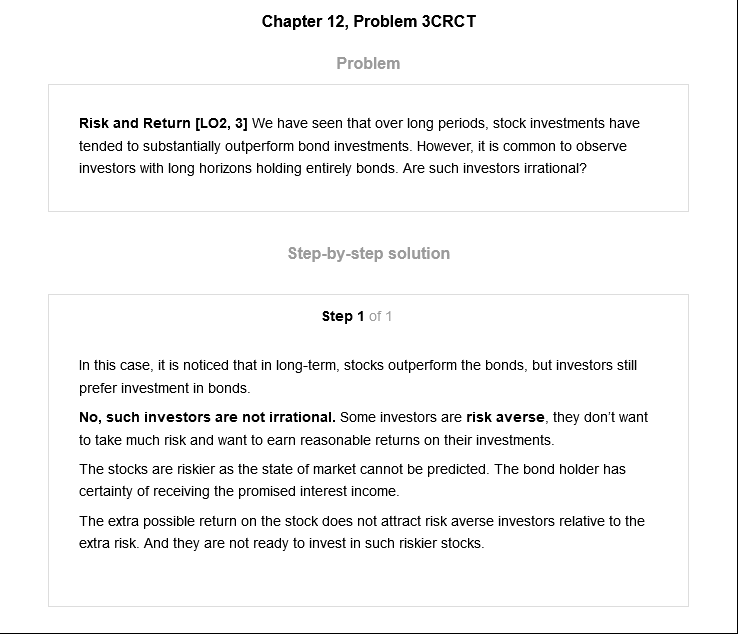 Chapter 12, Problem 3CRCT
Problem
Risk and Return [LO2, 3] We have seen that over long periods, stock investments have
tended to substantially outperform bond investments. However, it is common to observe
investors with long horizons holding entirely bonds. Are such investors irrational?
Step-by-step solution
Step 1 of 1
In this case, it is noticed that in long-term, stocks outperform the bonds, but investors still
prefer investment in bonds.
No, such investors are not irrational. Some investors are risk averse, they don't want
to take much risk and want to earn reasonable returns on their investments.
The stocks are riskier as the state of market cannot be predicted. The bond holder has
certainty of receiving the promised interest income.
The extra possible return on the stock does not attract risk averse investors relative to the
extra risk. And they are not ready to invest in such riskier stocks.